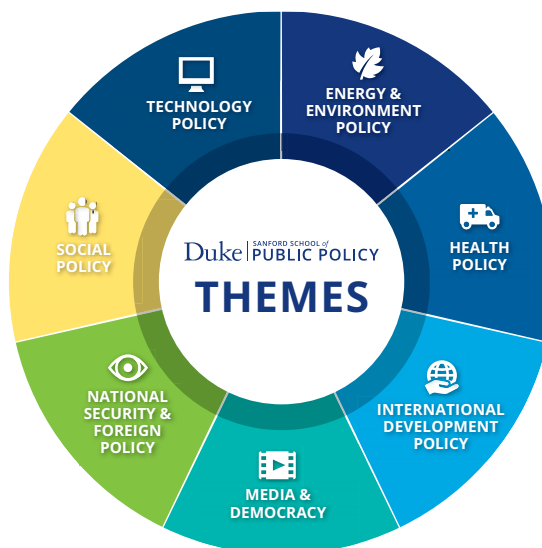 TECHNOLOGY
POLICY
ENERGY &
ENVIRONMENT
POLICY
SOCIAL
POLICY
Duke SANFORD SCHOOL of
PUBLIC POLICY
THEMES
HEALTH
POLICY
NATIONAL
SECURITY &
FOREIGN
POLICY
INTERNATIONAL
DEVELOPMENT
POLICY
MEDIA &
DEMOCRACY